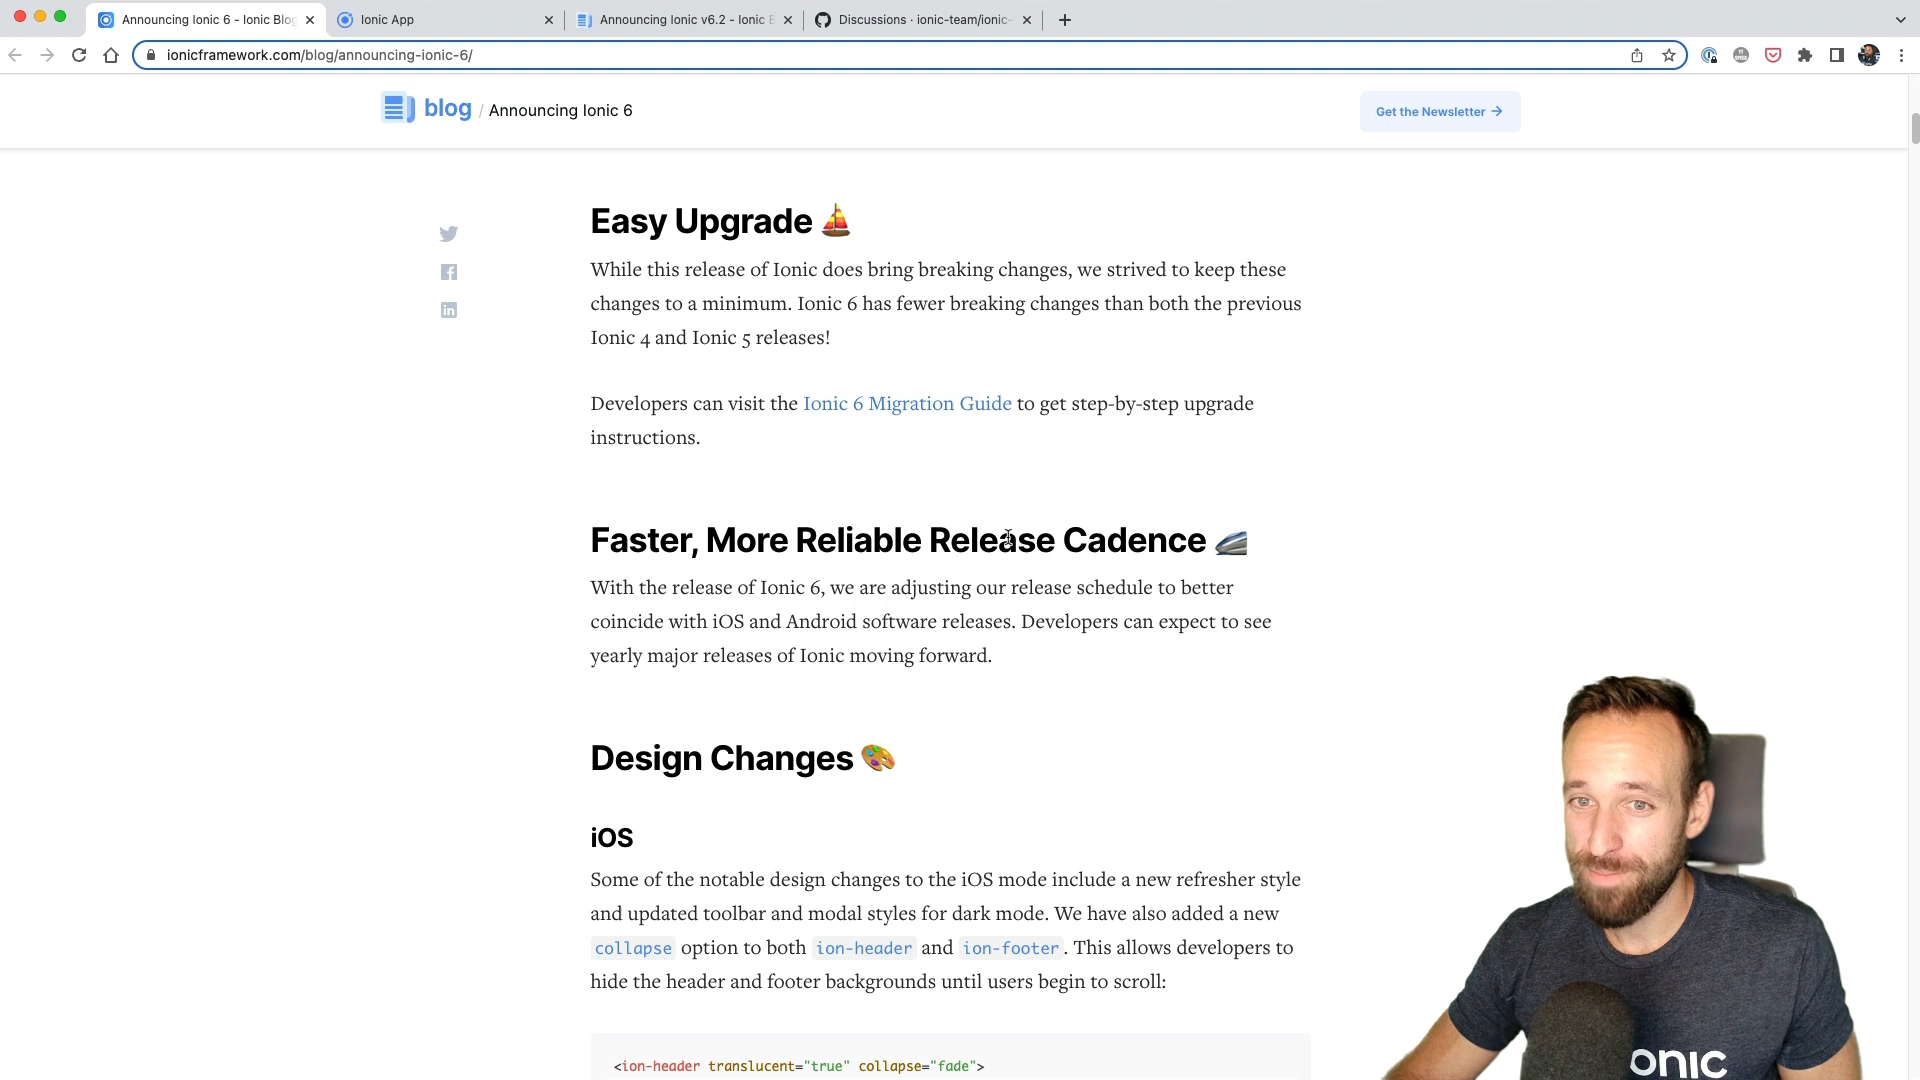 Announcing Ionic 6 - Ionic Blog
Ionic App
Announcing Ionic v6.2 - Ionic B
Discussions · ionic-team/ionic-
ionicframework.com/blog/announcing-ionic-6/
blog / Announcing Ionic 6
Get the Newsletter →
Easy Upgrade ⛵
While this release of Ionic does bring breaking changes, we strived to keep these
changes to a minimum. Ionic 6 has fewer breaking changes than both the previous
Ionic 4 and Ionic 5 releases!
Developers can visit the Ionic 6 Migration Guide to get step-by-step upgrade
instructions.
Faster, More Reliable Release Cadence 🚄
With the release of Ionic 6, we are adjusting our release schedule to better
coincide with iOS and Android software releases. Developers can expect to see
yearly major releases of Ionic moving forward.
Design Changes 🎨
iOS
Some of the notable design changes to the iOS mode include a new refresher style
and updated toolbar and modal styles for dark mode. We have also added a new
collapse option to both ion-header and ion-footer. This allows developers to
hide the header and footer backgrounds until users begin to scroll:
<ion-header translucent="true" collapse="fade">
onic